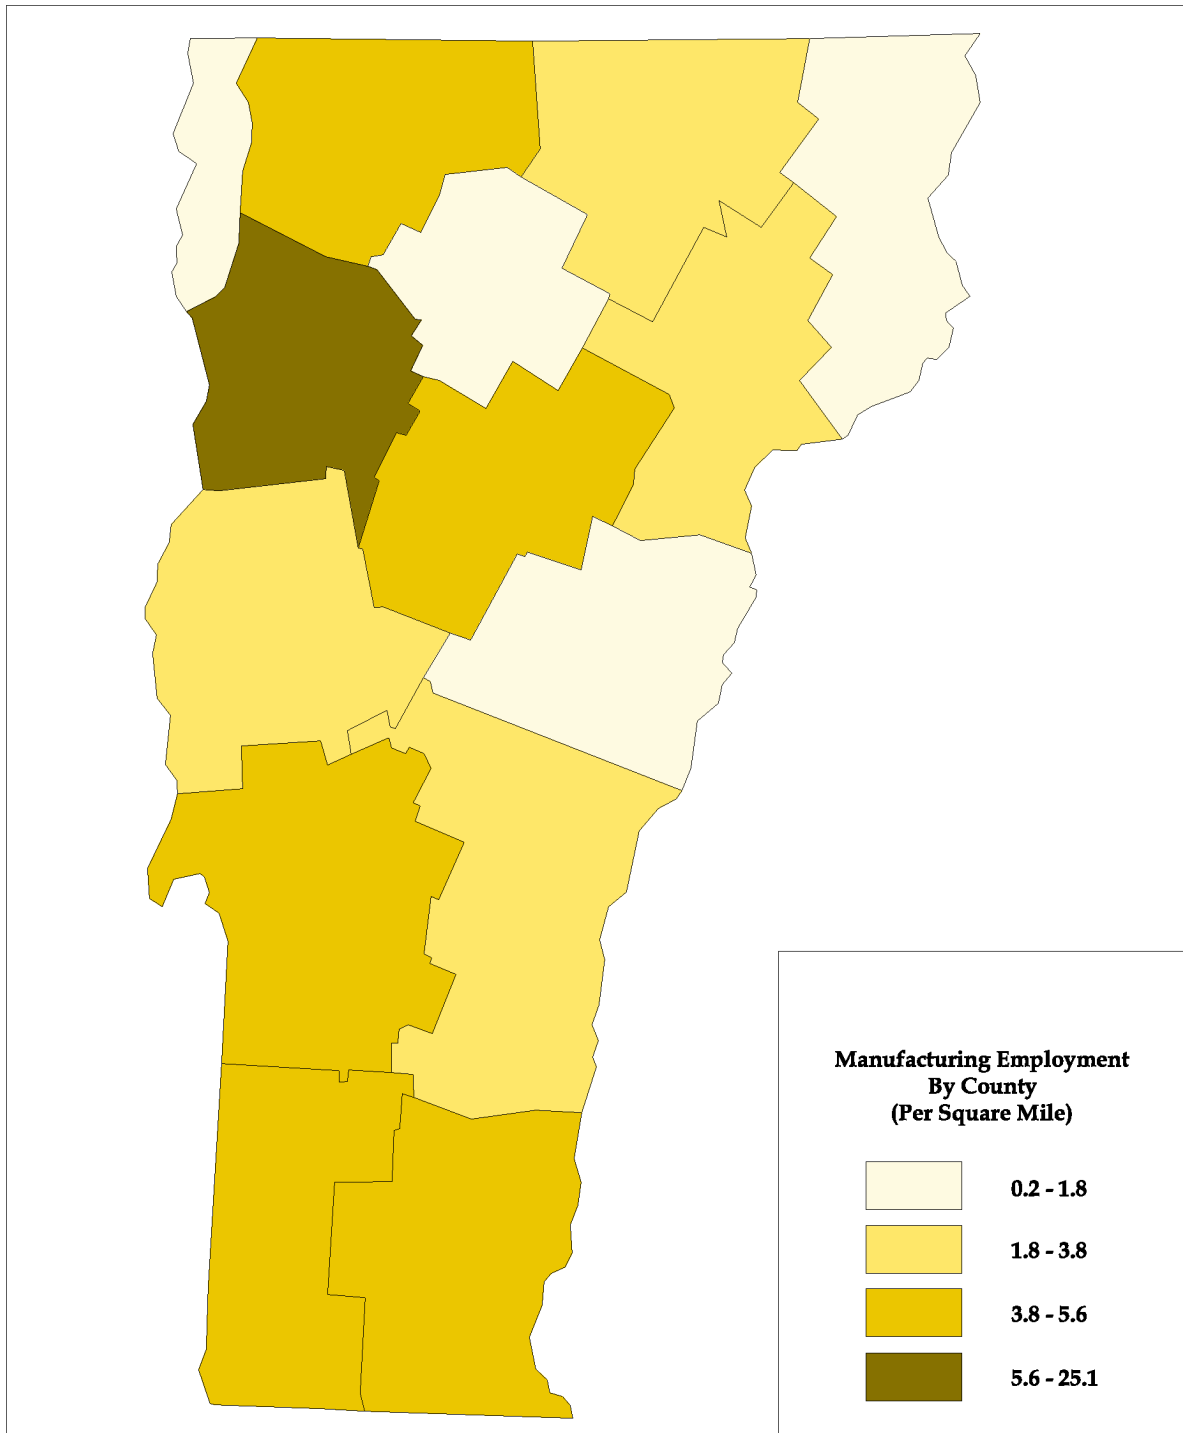 Manufacturing Employment
By County
(Per Square Mile)
0.2 - 1.8
1.8 - 3.8
3.8 - 5.6
5.6 - 25.1